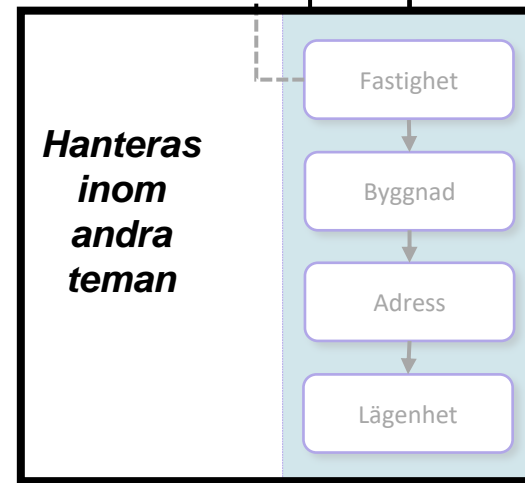 Hanteras
inom
andra
teman
Fastighet
Byggnad
Adress
Lägenhet